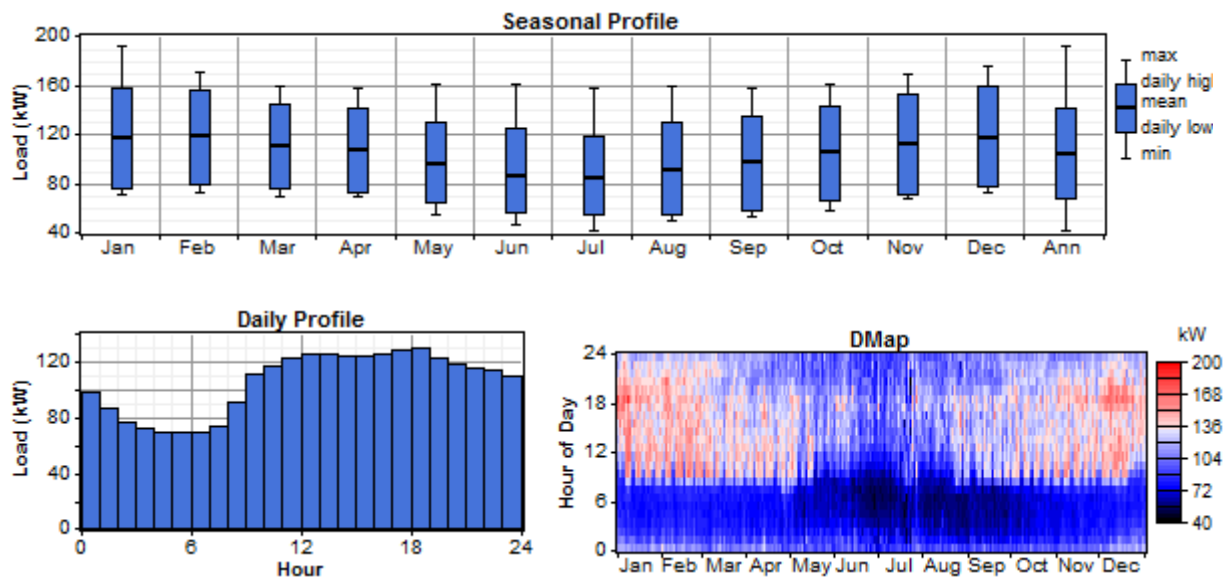 Seasonal Profile
Load (kW)
200
160
120
80
40
Jan Feb Mar Apr May Jun Jul Aug Sep Oct Nov Dec Ann
max
daily high
mean
daily low
min
Daily Profile
Load (kW)
120
80
40
0
0 6 12 18 24
Hour
DMap
Hour of Day
24
18
12
6
0
Jan Feb Mar Apr May Jun Jul Aug Sep Oct Nov Dec
kW
200
168
136
104
72
40